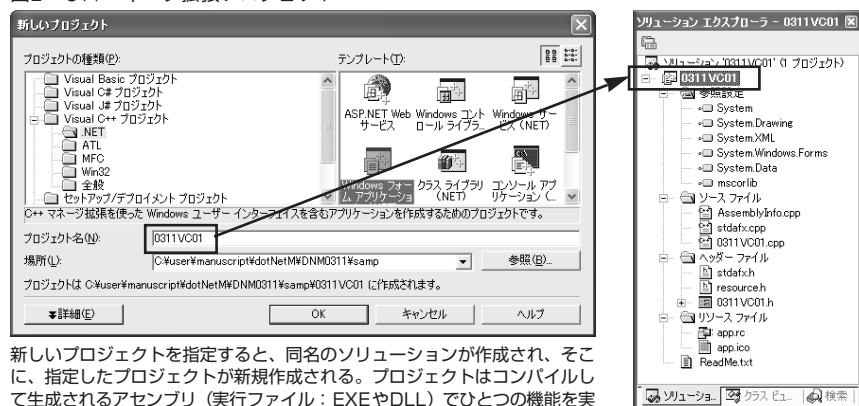 新しいプロジェクト
プロジェクトの種類(P):
テンプレート(T):
Visual Basic プロジェクト
Visual C# プロジェクト
Visual J# プロジェクト
Visual C++ プロジェクト
.NET
ATL
MFC
Win32
全般
セットアップ/デプロイメント プロジェクト
ASP.NET Web サービス
Windows コントロール ライブラ...
Windows サービス (.NET)
Windows フォーム アプリケーショ
クラス ライブラリ (.NET)
コンソール アプリケーション (...
C++ マネージ拡張を使った Windows ユーザー インターフェイスを含むアプリケーションを作成するためのプロジェクトです。
プロジェクト名(N):
0311VC01
場所(L):
C:¥user¥manuscript¥dotNetM¥DNM0311¥samp
参照(B)...
プロジェクトは C:¥user¥manuscript¥dotNetM¥DNM0311¥samp¥0311VC01 に作成されます。
詳細(E)
OK
キャンセル
ヘルプ
新しいプロジェクトを指定すると、同名のソリューションが作成され、そこ
に、指定したプロジェクトが新規作成される。プロジェクトはコンパイルし
て生成されるアセンブリ（実行ファイル：EXEやDLL）でひとつの機能を実
ソリューション エクスプローラ - 0311VC01
ソリューション '0311VC01' (1 プロジェクト)
0311VC01
参照設定
System
System.Drawing
System.XML
System.Windows.Forms
System.Data
mscorlib
ソース ファイル
AssemblyInfo.cpp
stdafx.cpp
0311VC01.cpp
ヘッダー ファイル
stdafx.h
resource.h
0311VC01.h
リソース ファイル
app.rc
app.ico
ReadMe.txt
ソリューショ...
クラス ビュ...
検索